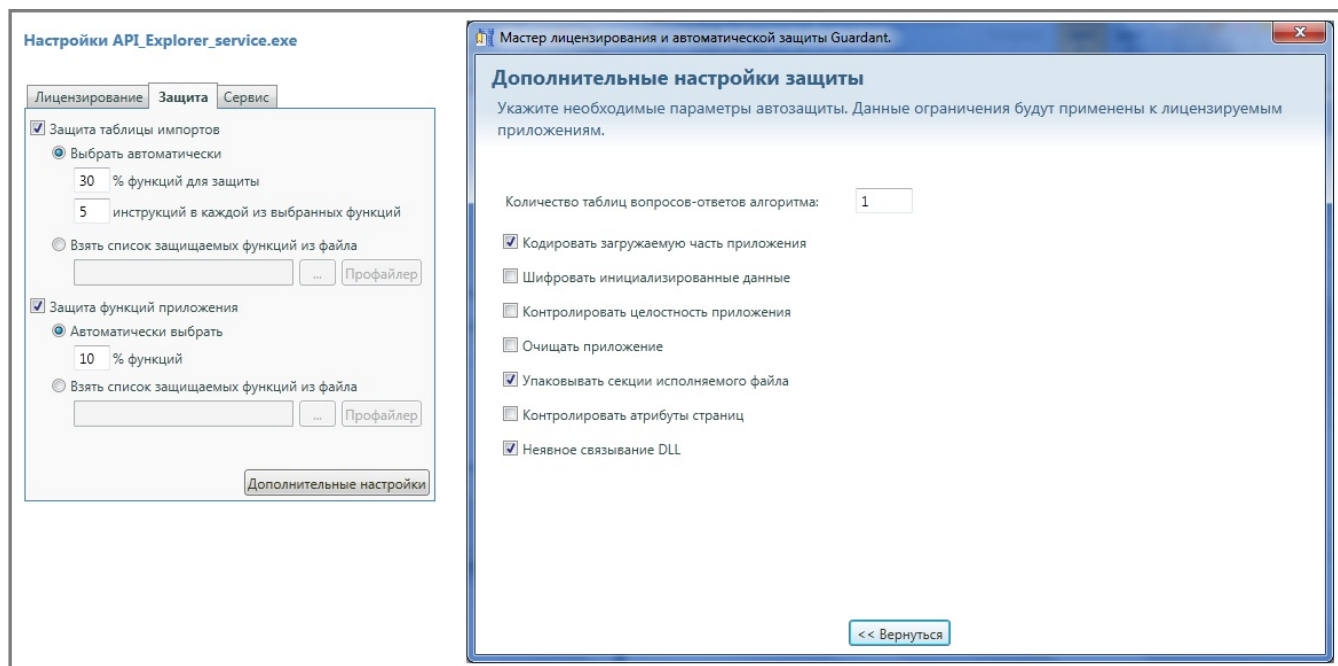 Настройки API_Explorer_service.exe
Лицензирование Защита Сервис
Защита таблицы импортов
Выбрать автоматически
30 % функций для защиты
5 инструкций в каждой из выбранных функций
Взять список защищаемых функций из файла
... Профайлер
Защита функций приложения
Автоматически выбрать
10 % функций
Взять список защищаемых функций из файла
... Профайлер
Дополнительные настройки
Мастер лицензирования и автоматической защиты Guardant.
Дополнительные настройки защиты
Укажите необходимые параметры автозащиты. Данные ограничения будут применены к лицензируемым
приложениям.
Количество таблиц вопросов-ответов алгоритма: 1
Кодировать загружаемую часть приложения
Шифровать инициализированные данные
Контролировать целостность приложения
Очищать приложение
Упаковывать секции исполняемого файла
Контролировать атрибуты страниц
Неявное связывание DLL
<< Вернуться